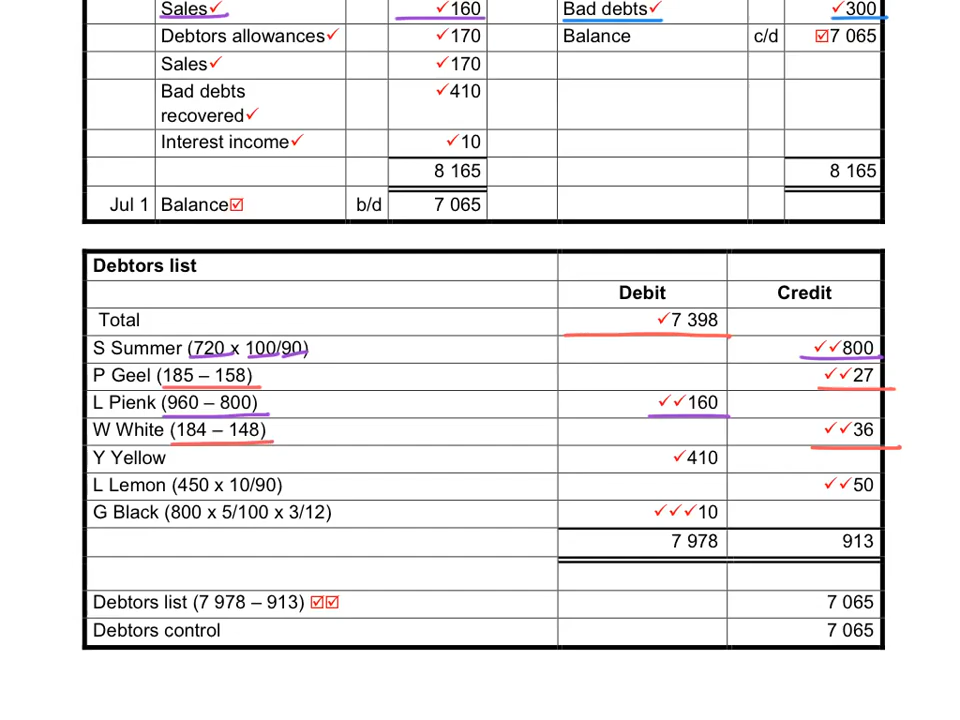 Sales✓ ✓160 Bad debts✓ ✓300
Debtors allowances✓ ✓170 Balance c/d ☑7 065
Sales✓ ✓170
Bad debts ✓410
recovered✓
Interest income✓ ✓10
8 165 8 165
Jul 1 Balance☑ b/d 7 065
Debtors list
Debit Credit
Total ✓7 398
S Summer (720 x 100/90) ✓✓800
P Geel (185 – 158) ✓✓27
L Pienk (960 – 800) ✓✓160
W White (184 – 148) ✓✓36
Y Yellow ✓410
L Lemon (450 x 10/90) ✓✓50
G Black (800 x 5/100 x 3/12) ✓✓✓10
7 978 913
Debtors list (7 978 – 913) ☑☑ 7 065
Debtors control 7 065